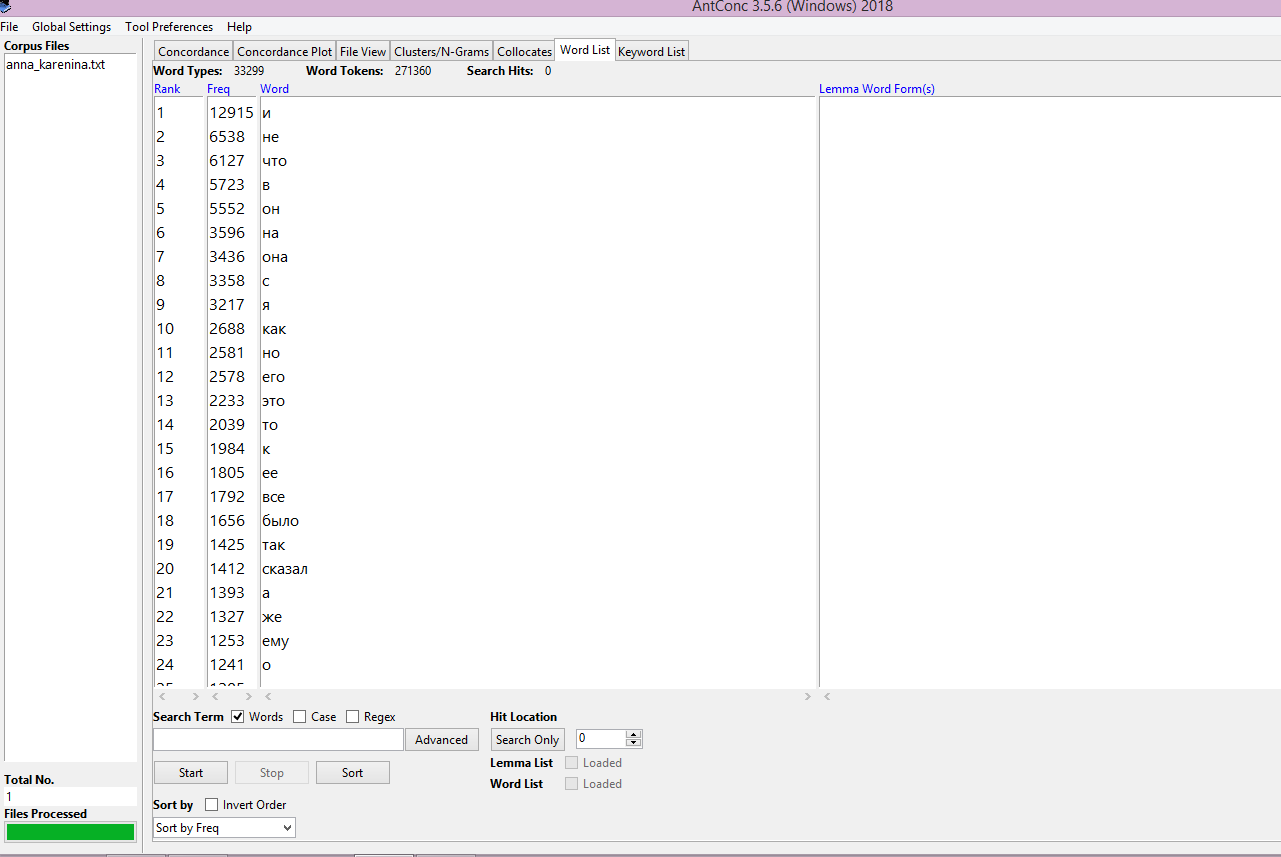 AntConc 3.5.6 (Windows) 2018
File Global Settings Tool Preferences Help
Corpus Files
anna_karenina.txt
Concordance Concordance Plot File View Clusters/N-Grams Collocates Word List Keyword List
Word Types: 33299 Word Tokens: 271360 Search Hits: 0
Rank Freq Word Lemma Word Form(s)
1 12915 и
2 6538 не
3 6127 что
4 5723 в
5 5552 он
6 3596 на
7 3436 она
8 3358 с
9 3217 я
10 2688 как
11 2581 но
12 2578 его
13 2233 это
14 2039 то
15 1984 к
16 1805 ее
17 1792 все
18 1656 было
19 1425 так
20 1412 сказал
21 1393 а
22 1327 же
23 1253 ему
24 1241 о
Search Term Words Case Regex Hit Location
Advanced Search Only 0
Lemma List Loaded
Start Stop Sort
Word List Loaded
Sort by Invert Order
Sort by Freq
Total No.
1
Files Processed